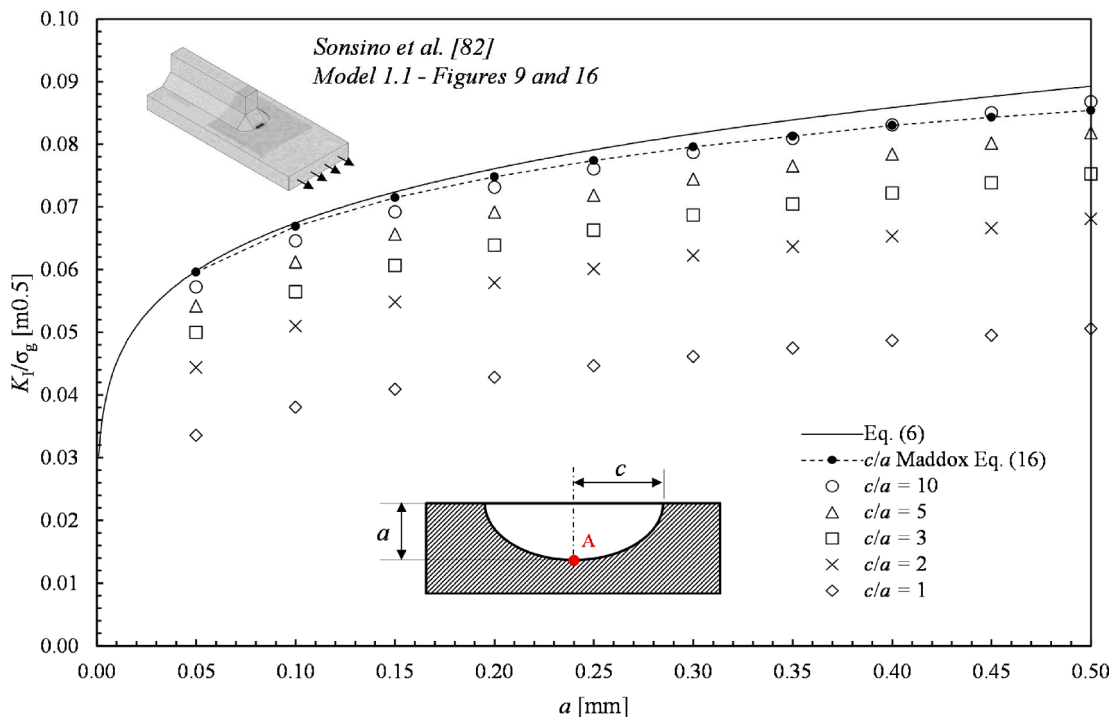 Sonsino et al. [82]
Model 1.1 - Figures 9 and 16
K_I/σ_g [m0.5]
0.10
0.09
0.08
0.07
0.06
0.05
0.04
0.03
0.02
0.01
0.00
Eq. (6)
c/a Maddox Eq. (16)
c/a = 10
c/a = 5
c/a = 3
c/a = 2
c/a = 1
c
a
A
0.00 0.05 0.10 0.15 0.20 0.25 0.30 0.35 0.40 0.45 0.50
a [mm]